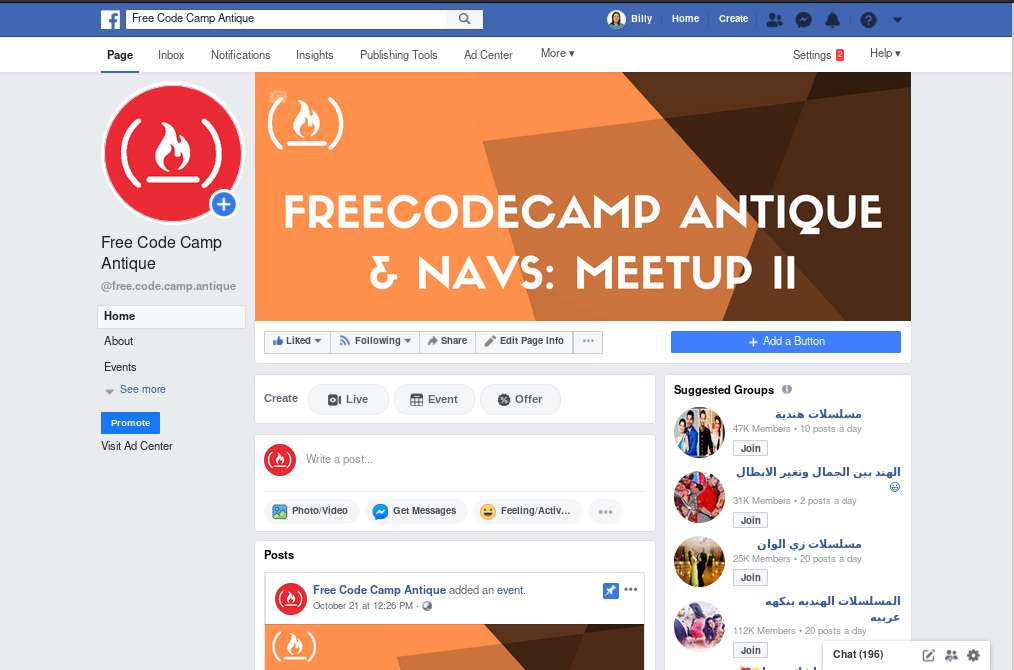 Free Code Camp Antique
Billy
Home
Create
Page
Inbox
Notifications
Insights
Publishing Tools
Ad Center
More ▾
Settings 2
Help ▾
FREECODECAMP ANTIQUE
& NAVS: MEETUP II
Free Code Camp
Antique
@free.code.camp.antique
Home
About
Events
See more
Promote
Visit Ad Center
Liked
Following
Share
Edit Page Info
...
+ Add a Button
Create
Live
Event
Offer
Write a post...
Photo/Video
Get Messages
Feeling/Activ...
Posts
Free Code Camp Antique added an event.
October 21 at 12:26 PM ·
Suggested Groups
مسلسلات هندية
47K Members • 10 posts a day
Join
الهند بين الجمال وتغير الابطال
😃
31K Members • 2 posts a day
Join
مسلسلات زي الوان
25K Members • 20 posts a day
Join
المسلسلات الهنديه بنكهه
عربيه
112K Members • 20 posts a day
Join
Chat (196)